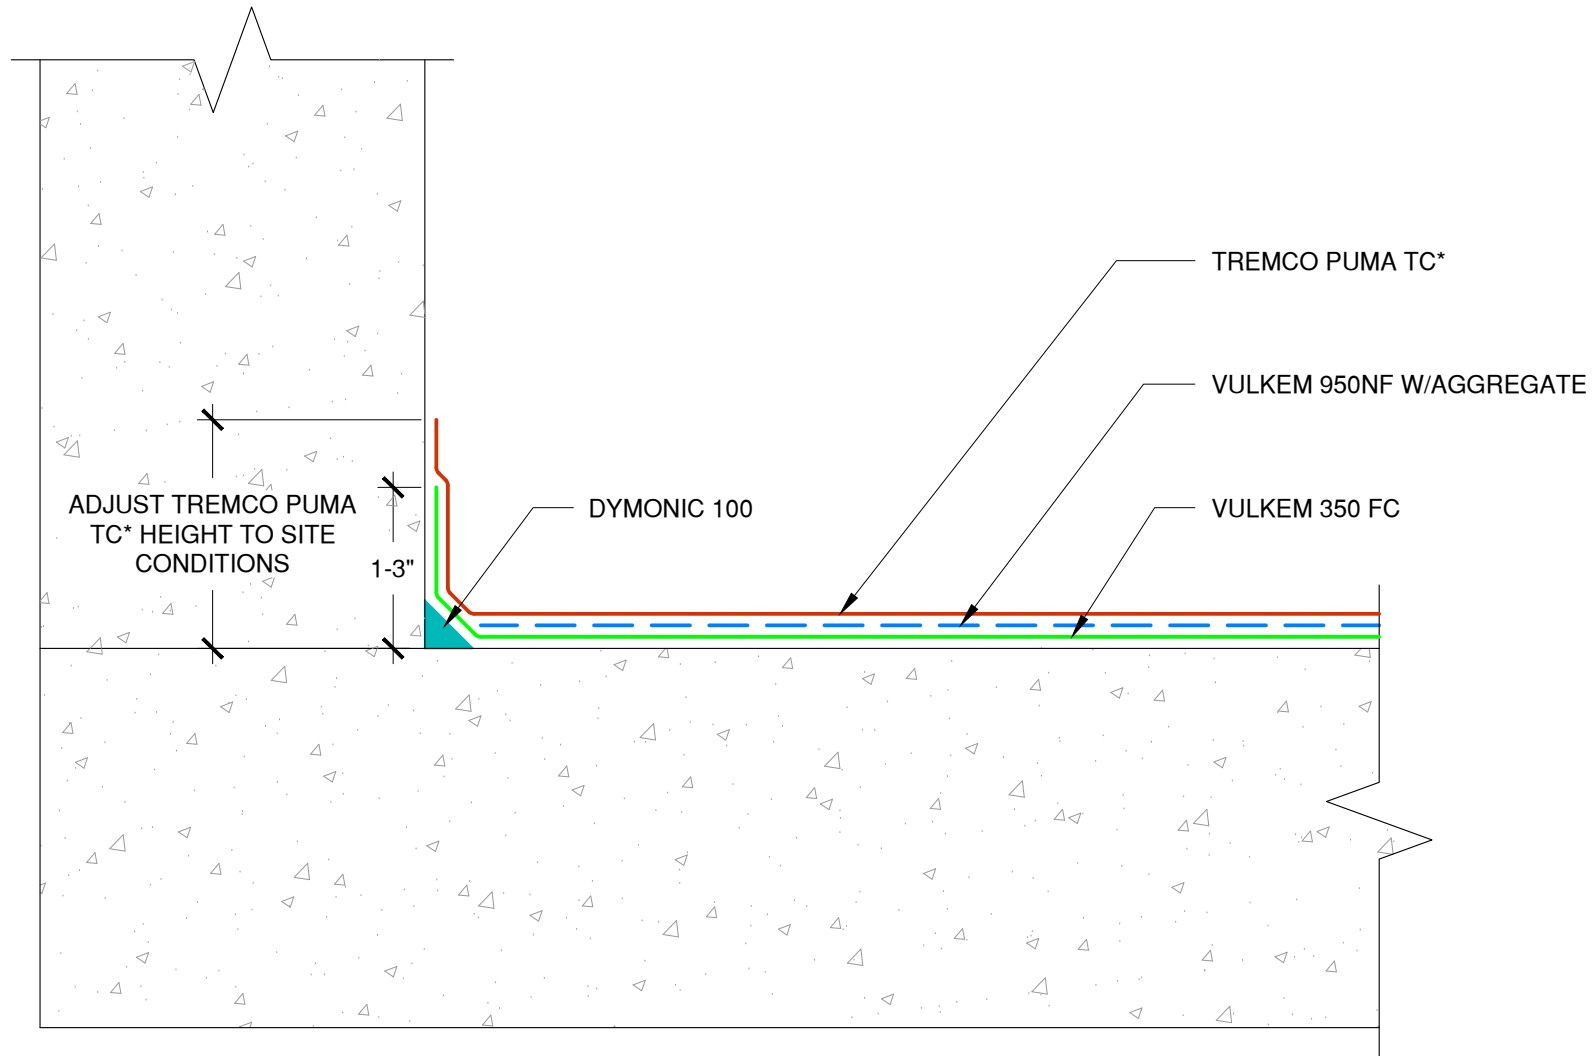 TREMCO PUMA TC*
VULKEM 950NF W/AGGREGATE
ADJUST TREMCO PUMA
TC* HEIGHT TO SITE
CONDITIONS
1-3"
DYMONIC 100
VULKEM 350 FC